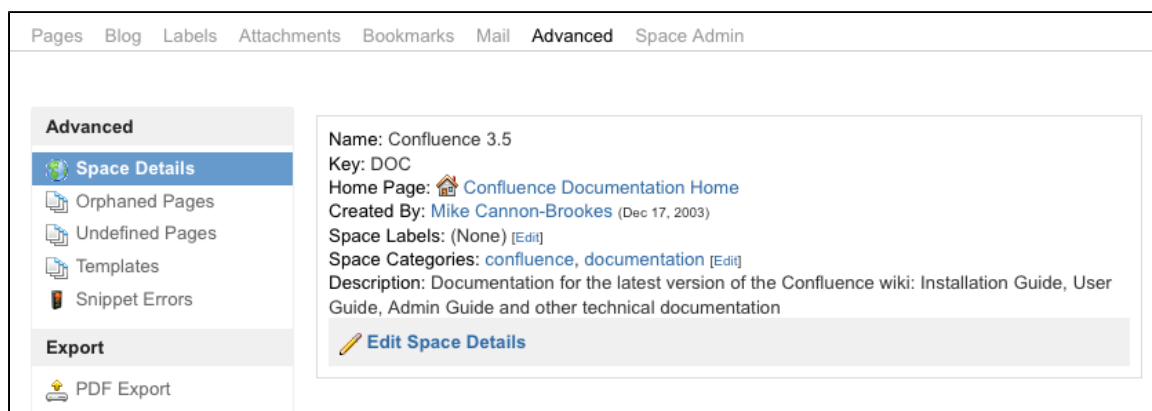 Pages Blog Labels Attachments Bookmarks Mail Advanced Space Admin
Advanced
Space Details
Orphaned Pages
Undefined Pages
Templates
Snippet Errors
Export
PDF Export
Name: Confluence 3.5
Key: DOC
Home Page: Confluence Documentation Home
Created By: Mike Cannon-Brookes (Dec 17, 2003)
Space Labels: (None) [Edit]
Space Categories: confluence, documentation [Edit]
Description: Documentation for the latest version of the Confluence wiki: Installation Guide, User
Guide, Admin Guide and other technical documentation
Edit Space Details